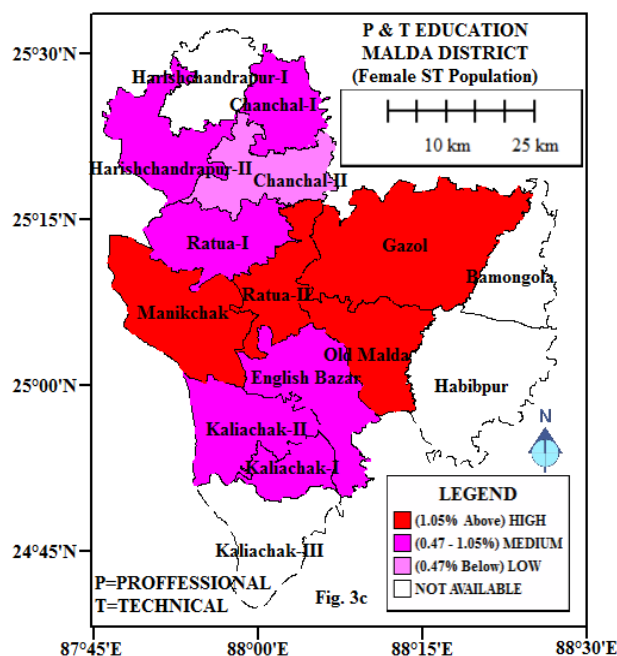 P & T EDUCATION
MALDA DISTRICT
(Female ST Population)
10 km 25 km
25°30'N
25°15'N
25°00'N
24°45'N
Harishchandrapur-I
Chanchal-I
Harishchandrapur-II
Chanchal-II
Ratua-I
Gazol
Bamongola
Ratua-II
Manikchak
Old Malda
English Bazar
Habibpur
Kaliachak-II
Kaliachak-I
Kaliachak-III
N
LEGEND
(1.05% Above) HIGH
(0.47 - 1.05%) MEDIUM
(0.47% Below) LOW
NOT AVAILABLE
P=PROFFESSIONAL
T=TECHNICAL
Fig. 3c
87°45' 88°00' 88°15' 88°30'